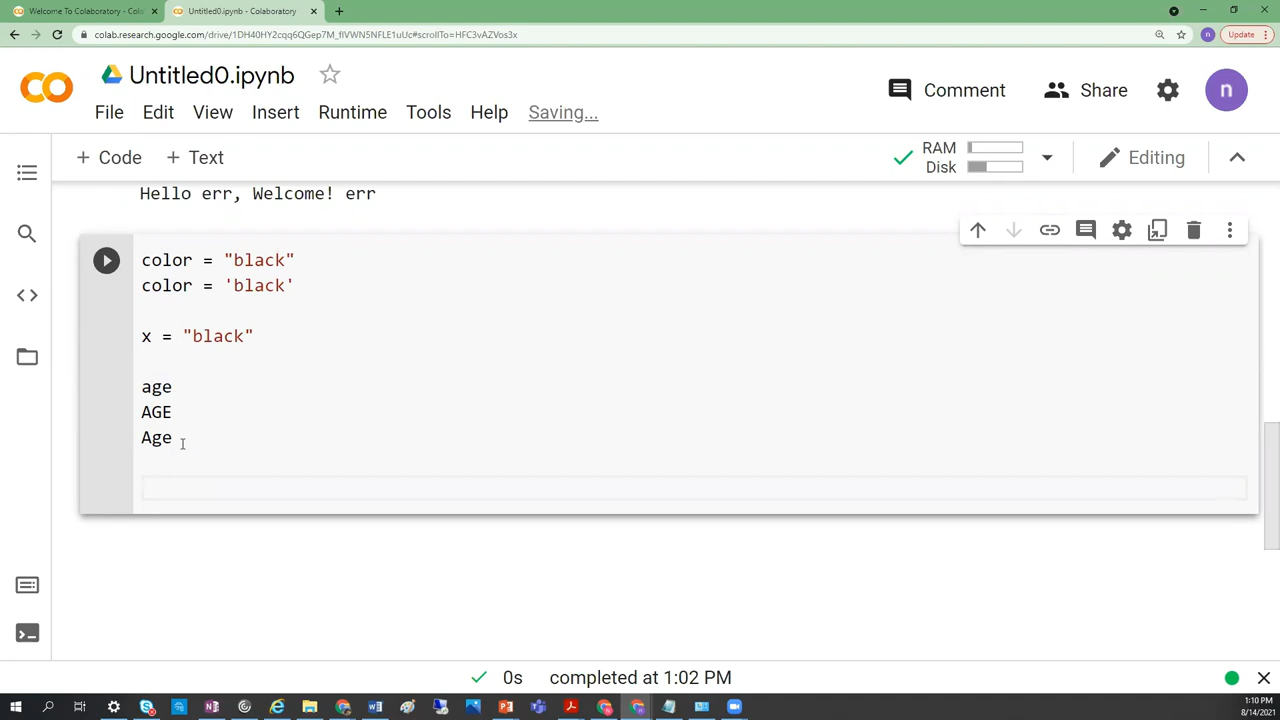 Welcome To Colaboratory - Colab
Untitled0.ipynb - Colaboratory
colab.research.google.com/drive/1DH40HY2cqq6QGep7M_flVWN5NFLE1uUc#scrollTo=HFC3vAZVos3x
n
Update
Untitled0.ipynb
Comment
Share
n
File Edit View Insert Runtime Tools Help Saving...
+ Code + Text
RAM
Disk
Editing
Hello err, Welcome! err
color = "black"
color = 'black'
x = "black"
age
AGE
Age
0s completed at 1:02 PM
1:10 PM
8/14/2021